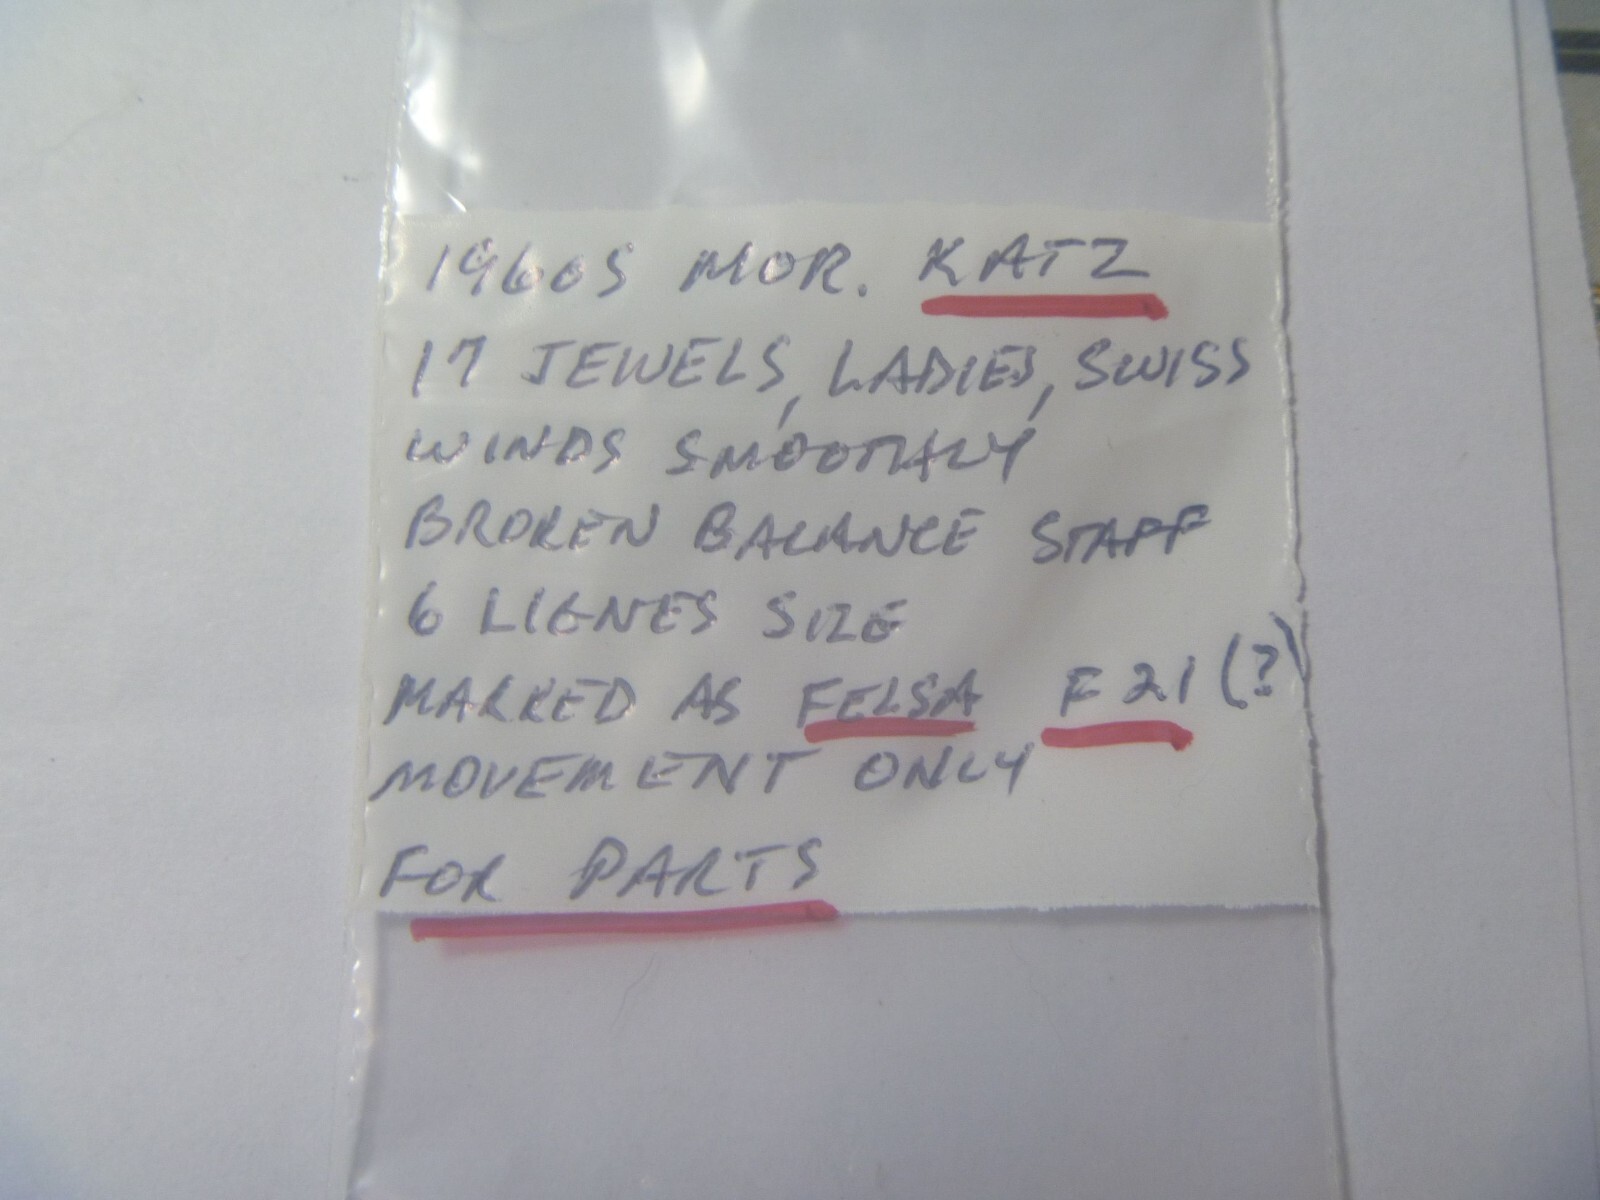 1960S MOR. KATZ
17 JEWELS, LADIES, SWISS
WINDS SMOOTHLY
BROKEN BALANCE STAFF
6 LIGNES SIZE
MARKED AS FELSA F21 (?)
MOVEMENT ONLY
FOR PARTS